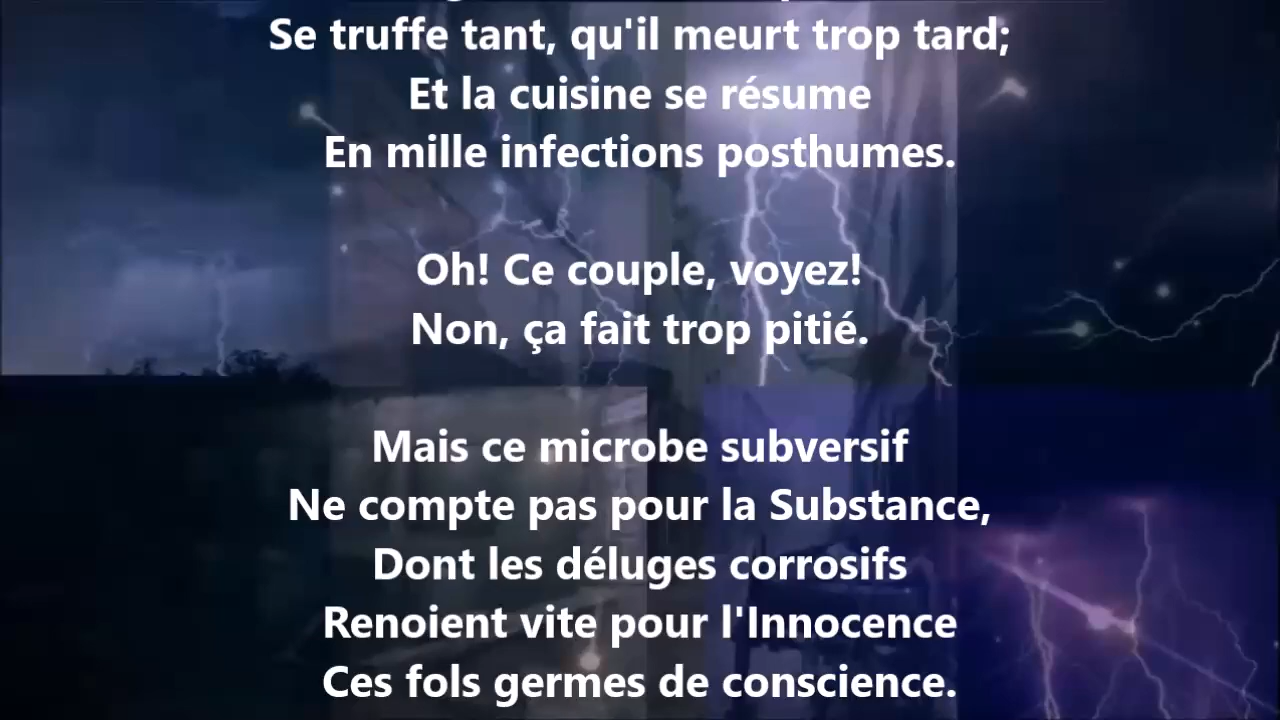 Se truffe tant, qu'il meurt trop tard;
Et la cuisine se résume
En mille infections posthumes.
Oh! Ce couple, voyez!
Non, ça fait trop pitié.
Mais ce microbe subversif
Ne compte pas pour la Substance,
Dont les déluges corrosifs
Renoient vite pour l'Innocence
Ces fols germes de conscience.